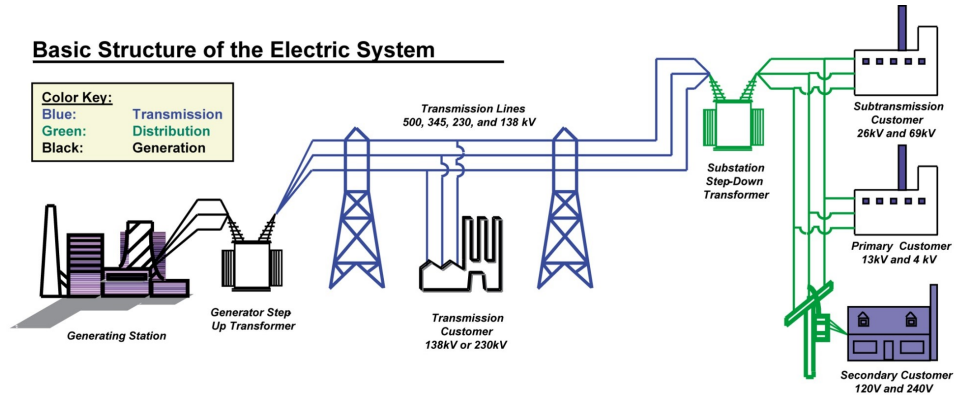 Basic Structure of the Electric System
Color Key:
Blue: Transmission
Green: Distribution
Black: Generation
Transmission Lines
500, 345, 230, and 138 kV
Subtransmission
Customer
26kV and 69kV
Substation
Step-Down
Transformer
Primary Customer
13kV and 4 kV
Generating Station
Generator Step
Up Transformer
Transmission
Customer
138kV or 230kV
Secondary Customer
120V and 240V